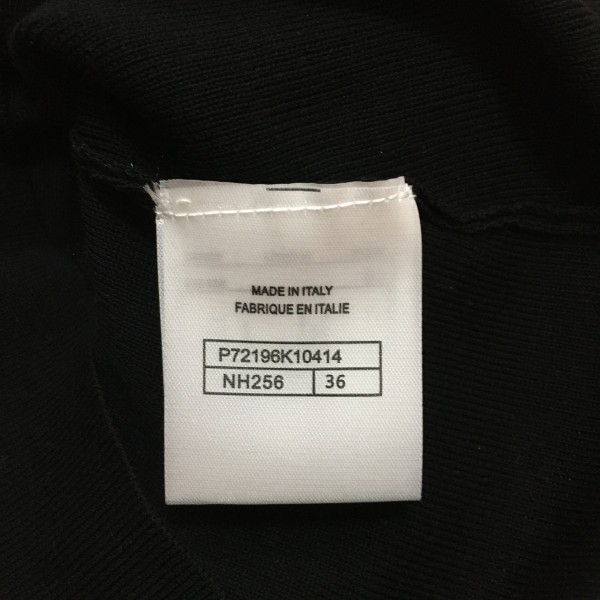 MADE IN ITALY
FABRIQUE EN ITALIE
P72196K10414
NH256 36